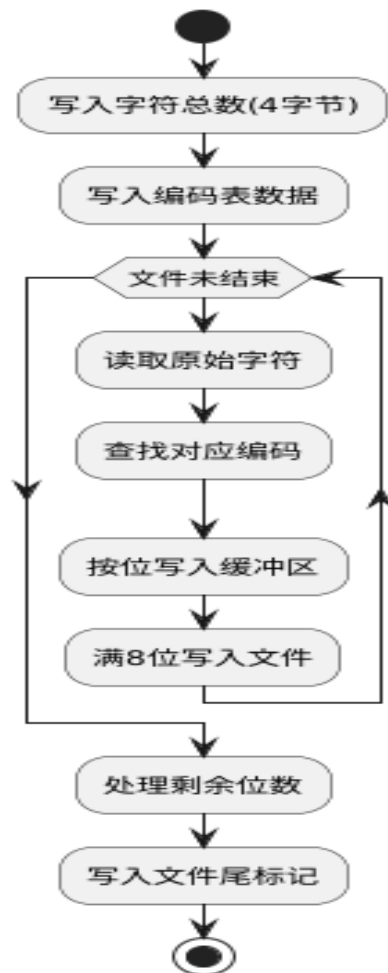 写入字符总数(4字节)
写入编码表数据
文件未结束
读取原始字符
查找对应编码
按位写入缓冲区
满8位写入文件
处理剩余位数
写入文件尾标记